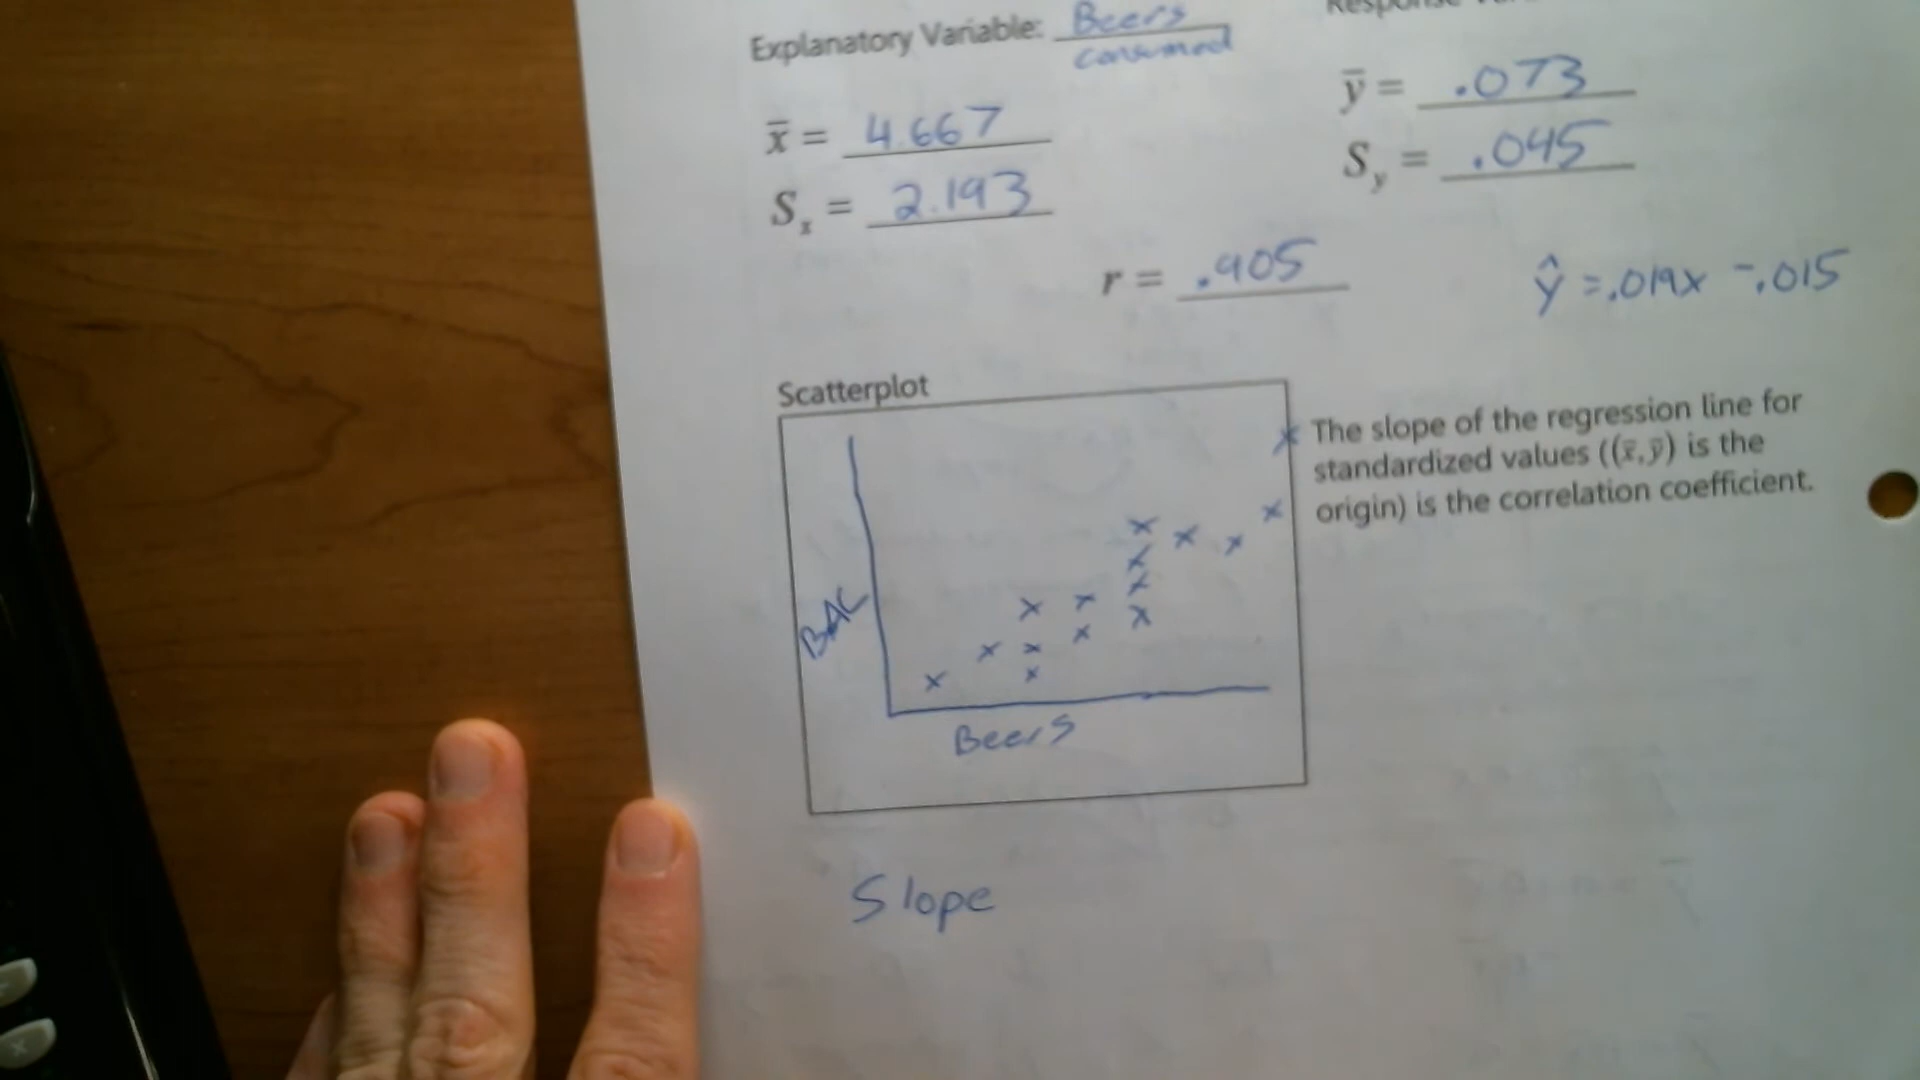 Explanatory Variable: Beers
consumed
x̄ = 4.667
Sx = 2.193
ȳ = .073
Sy = .045
r = .905
ŷ = .019x -.015
Scatterplot
BAC
Beers
x The slope of the regression line for
standardized values ((x̄,ȳ) is the
origin) is the correlation coefficient.
Slope